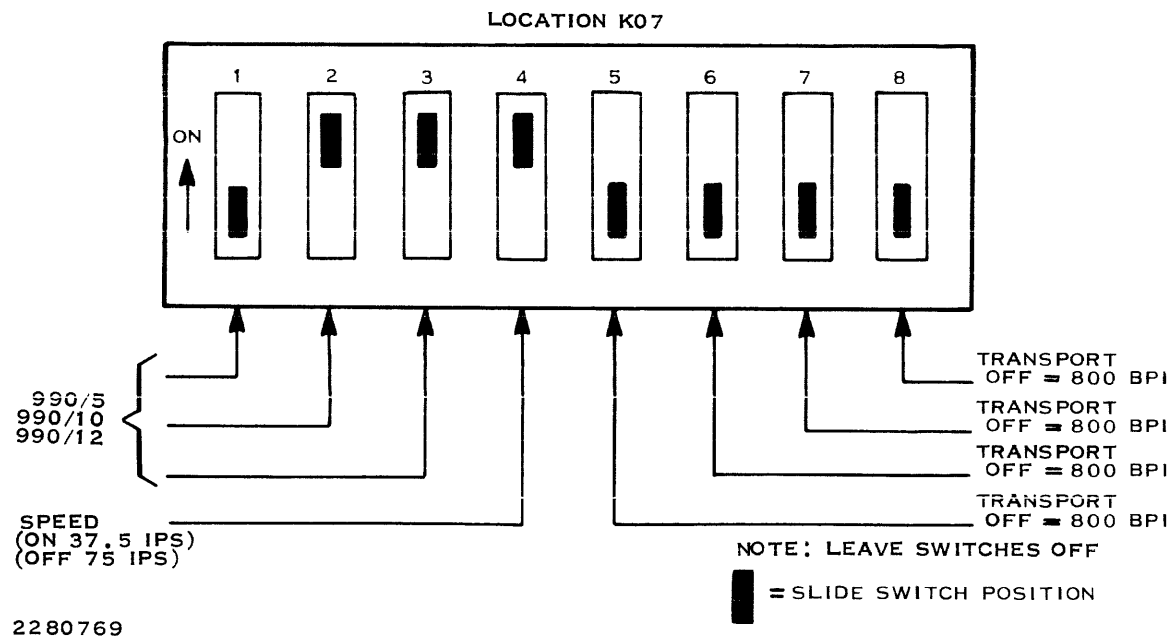 LOCATION K07
1 2 3 4 5 6 7 8
ON
990/5
990/10
990/12
SPEED
(ON 37.5 IPS)
(OFF 75 IPS)
TRANSPORT
OFF = 800 BPI
TRANSPORT
OFF = 800 BPI
TRANSPORT
OFF = 800 BPI
TRANSPORT
OFF = 800 BPI
NOTE: LEAVE SWITCHES OFF
= SLIDE SWITCH POSITION
2280769